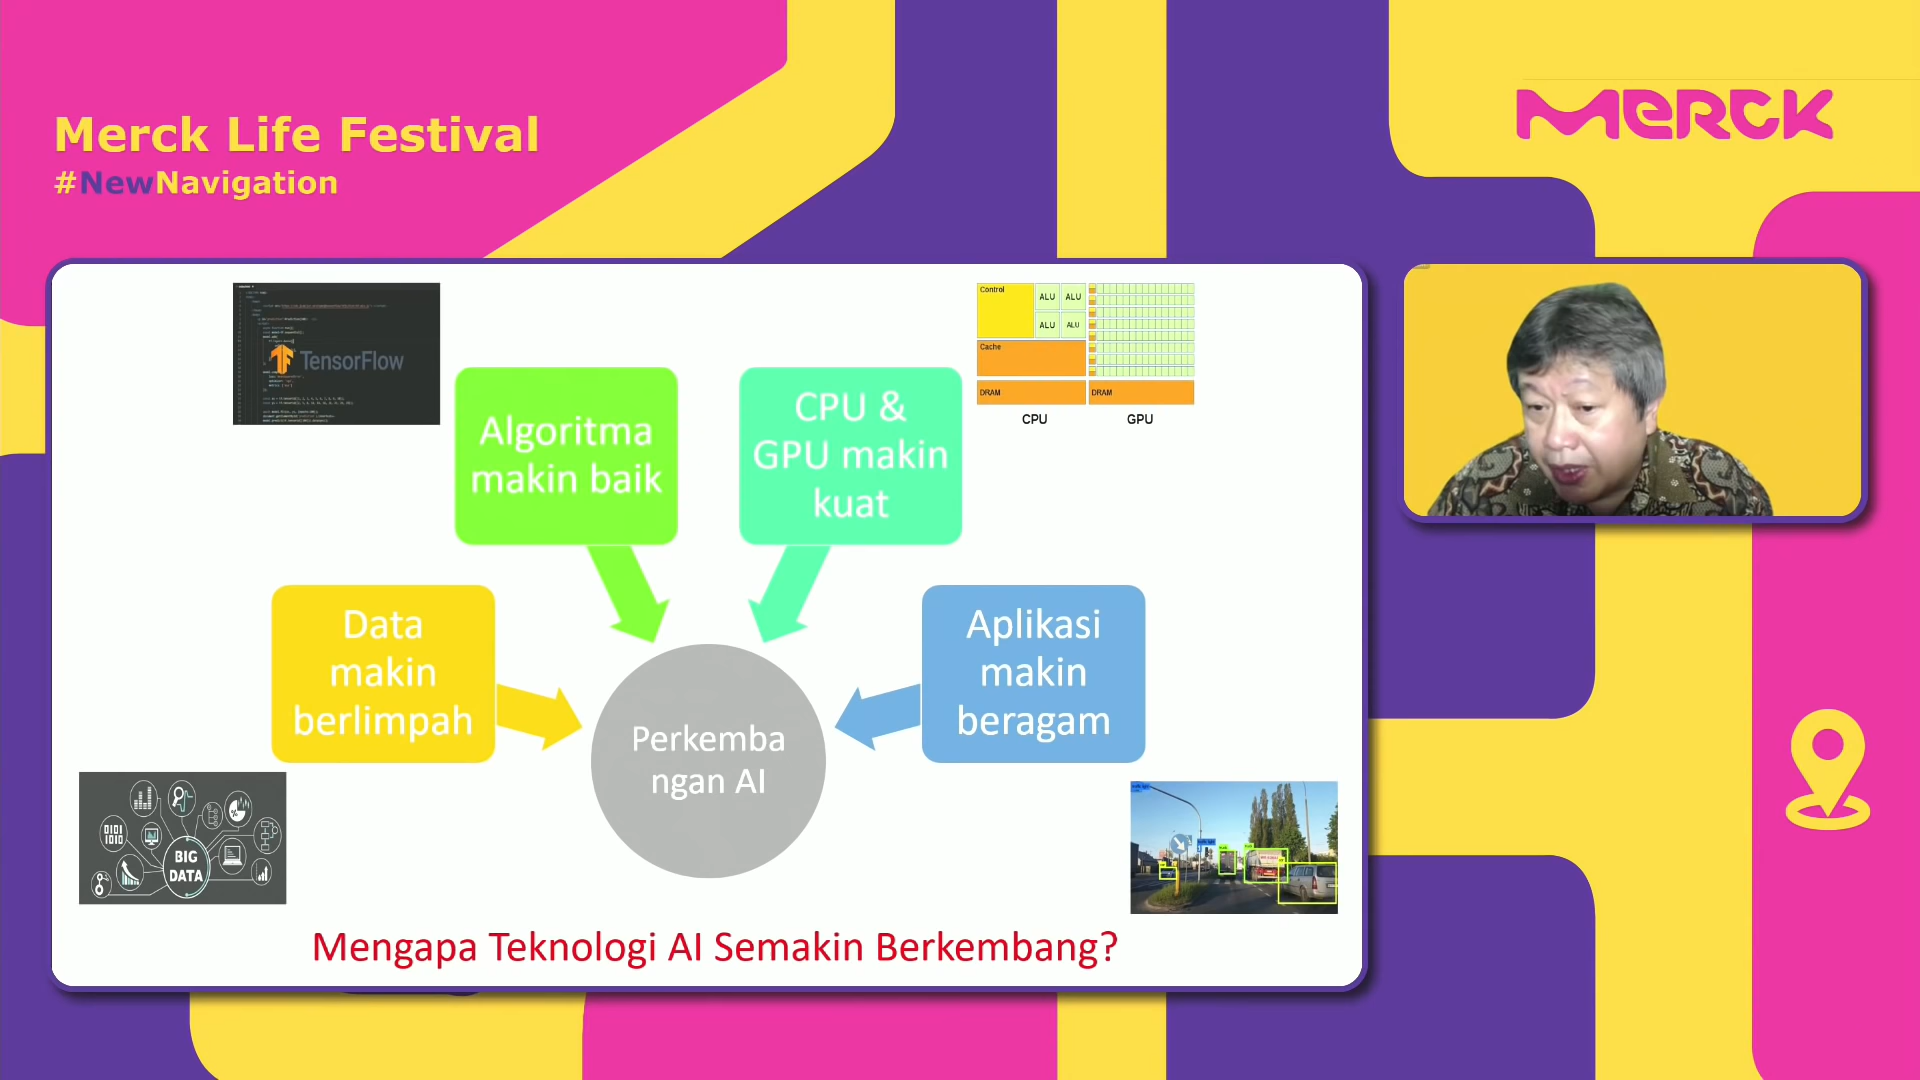 Merck Life Festival
#NewNavigation
MERCK
TensorFlow
Algoritma
makin baik
CPU &
GPU makin
kuat
Control
ALU ALU
ALU ALU
Cache
DRAM
DRAM
CPU
GPU
Data
makin
berlimpah
Aplikasi
makin
beragam
Perkemba
ngan AI
0101
1010
%
BIG
DATA
Mengapa Teknologi AI Semakin Berkembang?